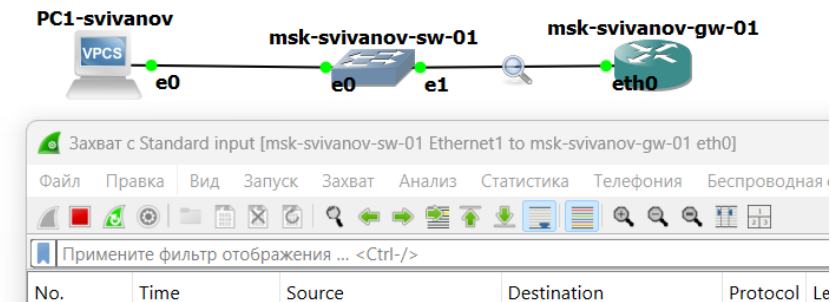 PC1-svivanov
msk-svivanov-sw-01
msk-svivanov-gw-01
VPCS
e0
e0
e1
eth0
Захват с Standard input [msk-svivanov-sw-01 Ethernet1 to msk-svivanov-gw-01 eth0]
Файл Правка Вид Запуск Захват Анализ Статистика Телефония Беспроводная
Примените фильтр отображения ... <Ctrl-/>
No. Time Source Destination Protocol Le